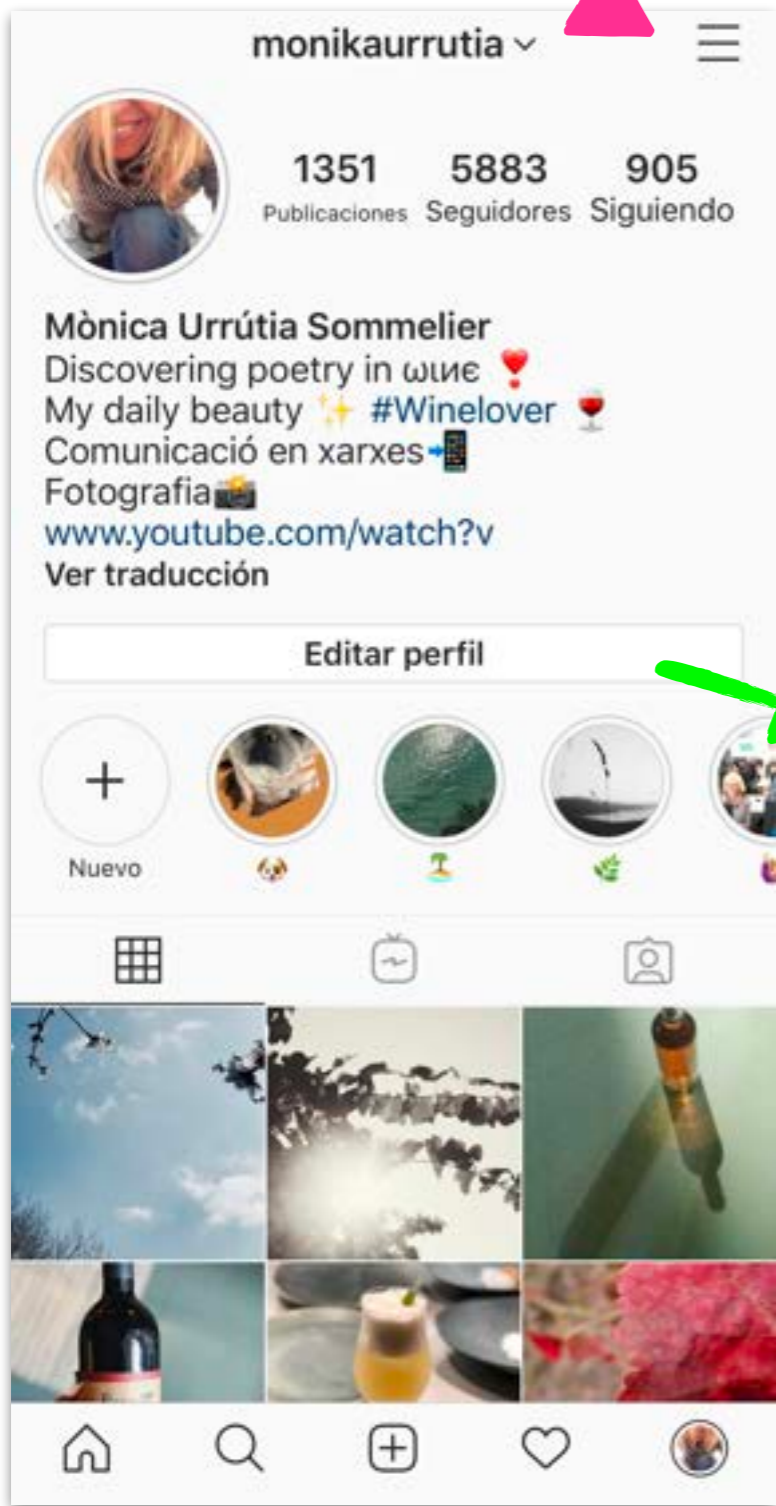 monikaurrutia
1351 5883 905
Publicaciones Seguidores Siguiendo
Mònica Urrútia Sommelier
Discovering poetry in ωιиє ❣️
My daily beauty ✨ #Winelover 🍷
Comunicació en xarxes📲
Fotografia📸
www.youtube.com/watch?v
Ver traducción
Editar perfil
Nuevo